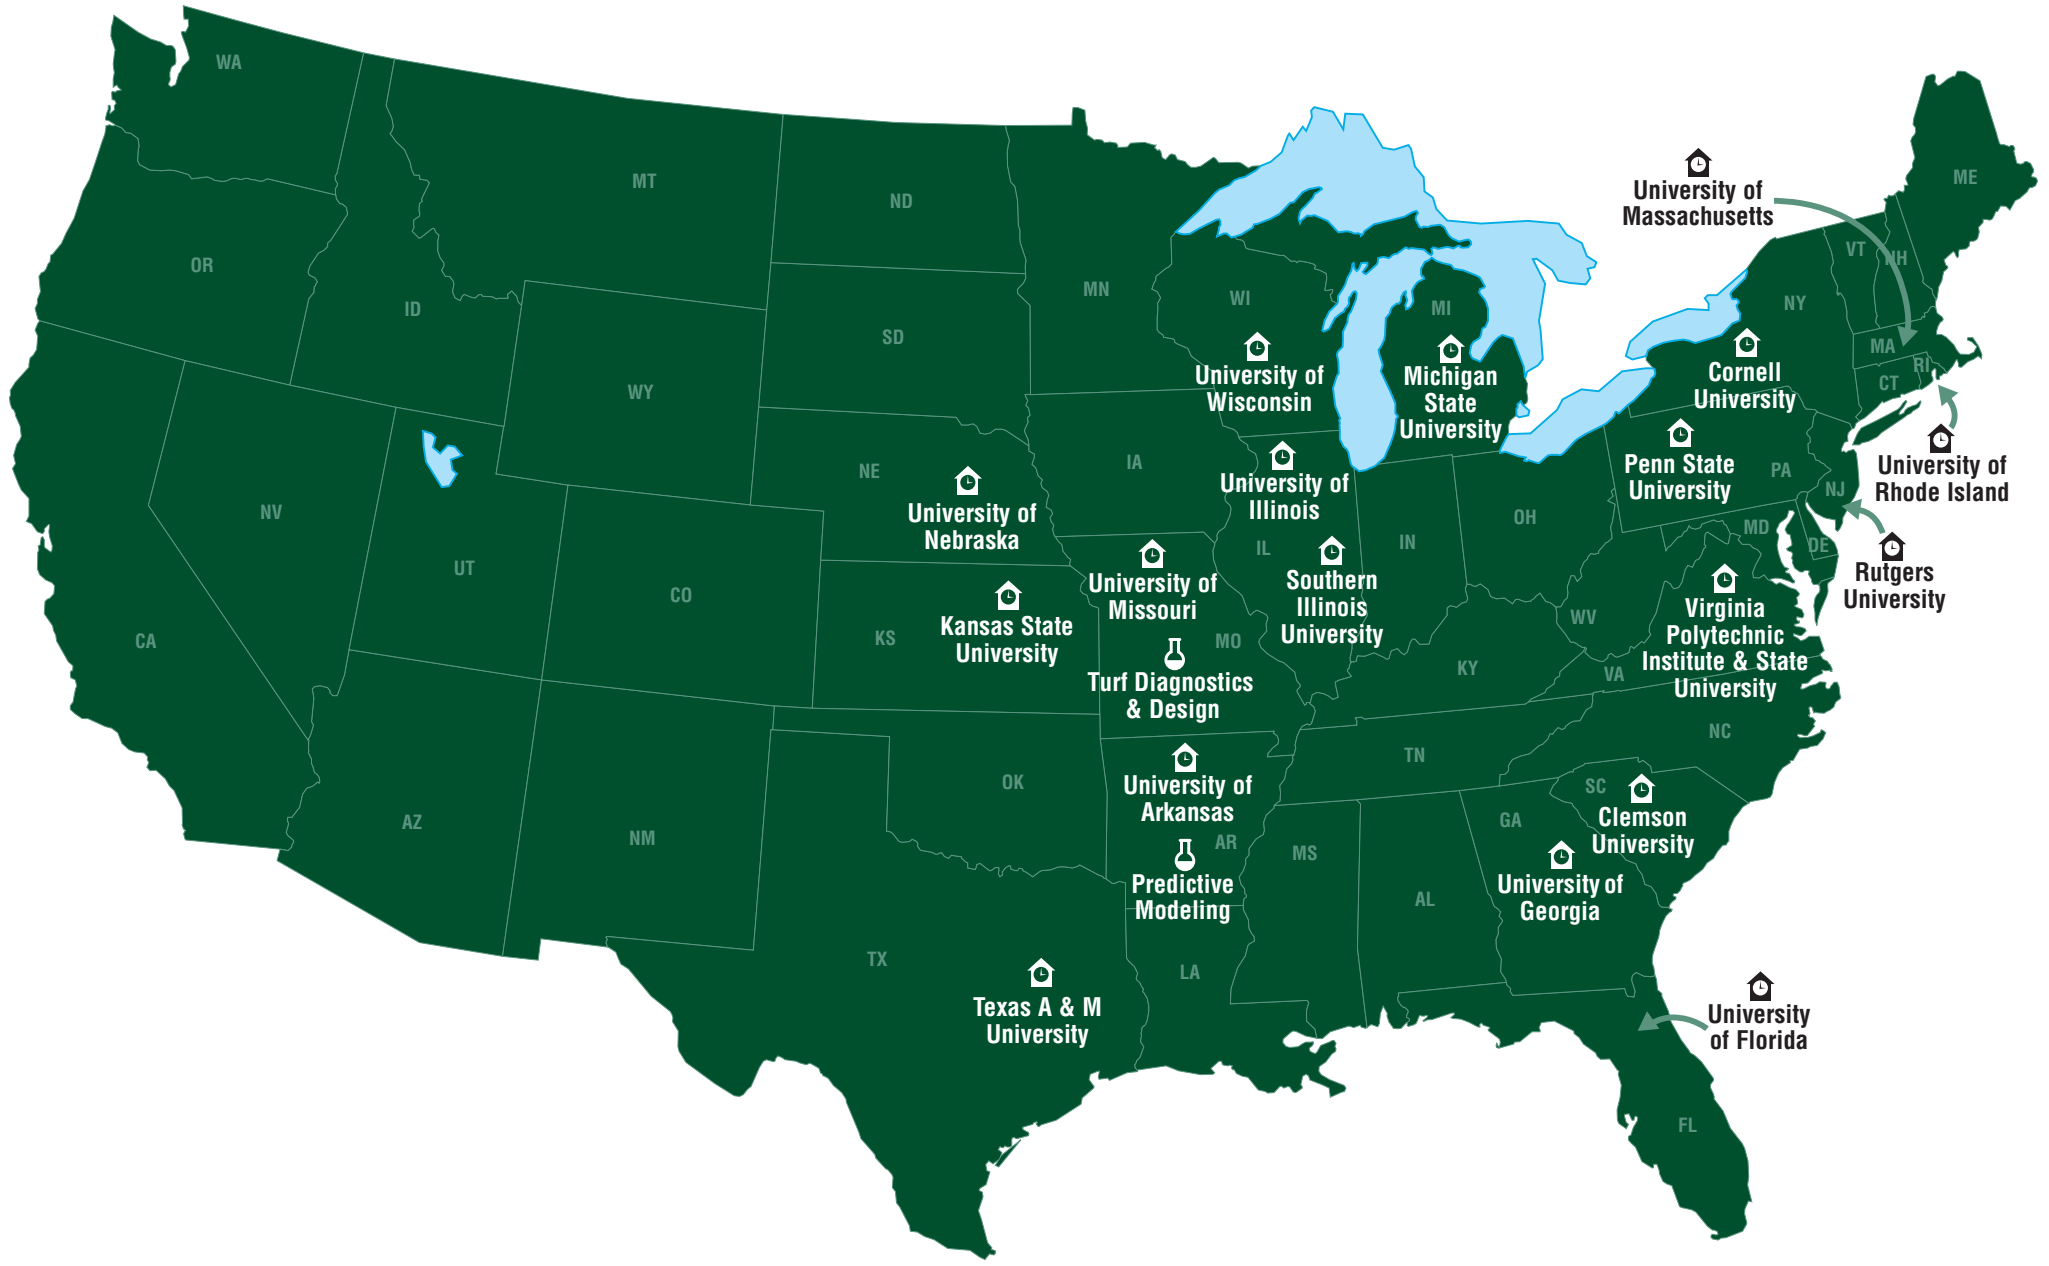 WA
MT
ND
ME
University of
Massachusetts
OR
ID
MN
WI
MI
VT
NH
NY
SD
WY
University of
Wisconsin
Michigan
State
University
Cornell
University
MA
RI
CT
NE
IA
University of
Nebraska
University of
Illinois
Penn State
University
PA
NJ
University of
Rhode Island
NV
UT
CO
OH
IN
IL
MD
DE
Rutgers
University
CA
KS
Kansas State
University
University of
Missouri
MO
Southern
Illinois
University
Turf Diagnostics
& Design
KY
WV
VA
Virginia
Polytechnic
Institute & State
University
AZ
NM
OK
TN
NC
University of
Arkansas
AR
Predictive
Modeling
MS
AL
GA
SC
Clemson
University
University of
Georgia
TX
Texas A & M
University
LA
University
of Florida
FL